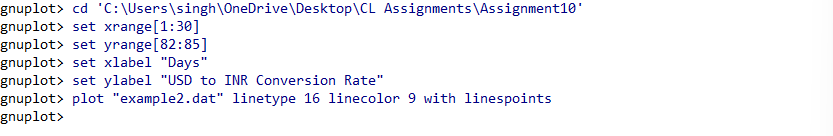 gnuplot> cd 'C:\Users\singh\OneDrive\Desktop\CL Assignments\Assignment10'
gnuplot> set xrange[1:30]
gnuplot> set yrange[82:85]
gnuplot> set xlabel "Days"
gnuplot> set ylabel "USD to INR Conversion Rate"
gnuplot> plot "example2.dat" linetype 16 linecolor 9 with linespoints
gnuplot>